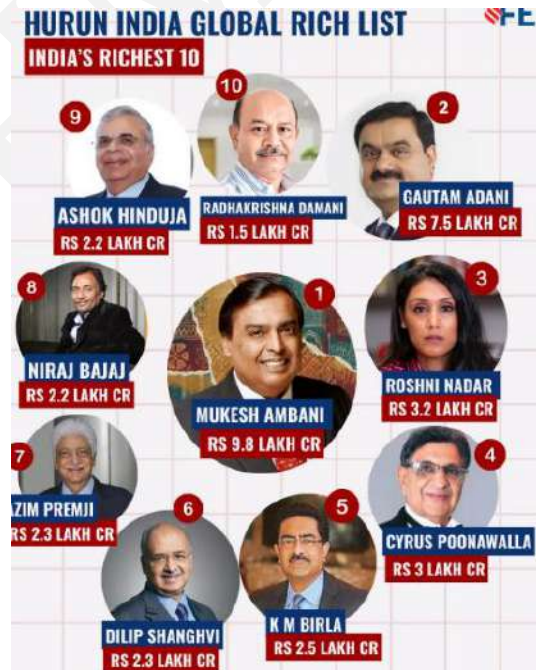 HURUN INDIA GLOBAL RICH LIST
FE
INDIA'S RICHEST 10
9
ASHOK HINDUJA
RS 2.2 LAKH CR
10
RADHAKRISHNA DAMANI
RS 1.5 LAKH CR
2
GAUTAM ADANI
RS 7.5 LAKH CR
8
NIRAJ BAJAJ
RS 2.2 LAKH CR
1
MUKESH AMBANI
RS 9.8 LAKH CR
3
ROSHNI NADAR
RS 3.2 LAKH CR
7
AZIM PREMJI
RS 2.3 LAKH CR
6
DILIP SHANGHVI
RS 2.3 LAKH CR
5
K M BIRLA
RS 2.5 LAKH CR
4
CYRUS POONAWALLA
RS 3 LAKH CR